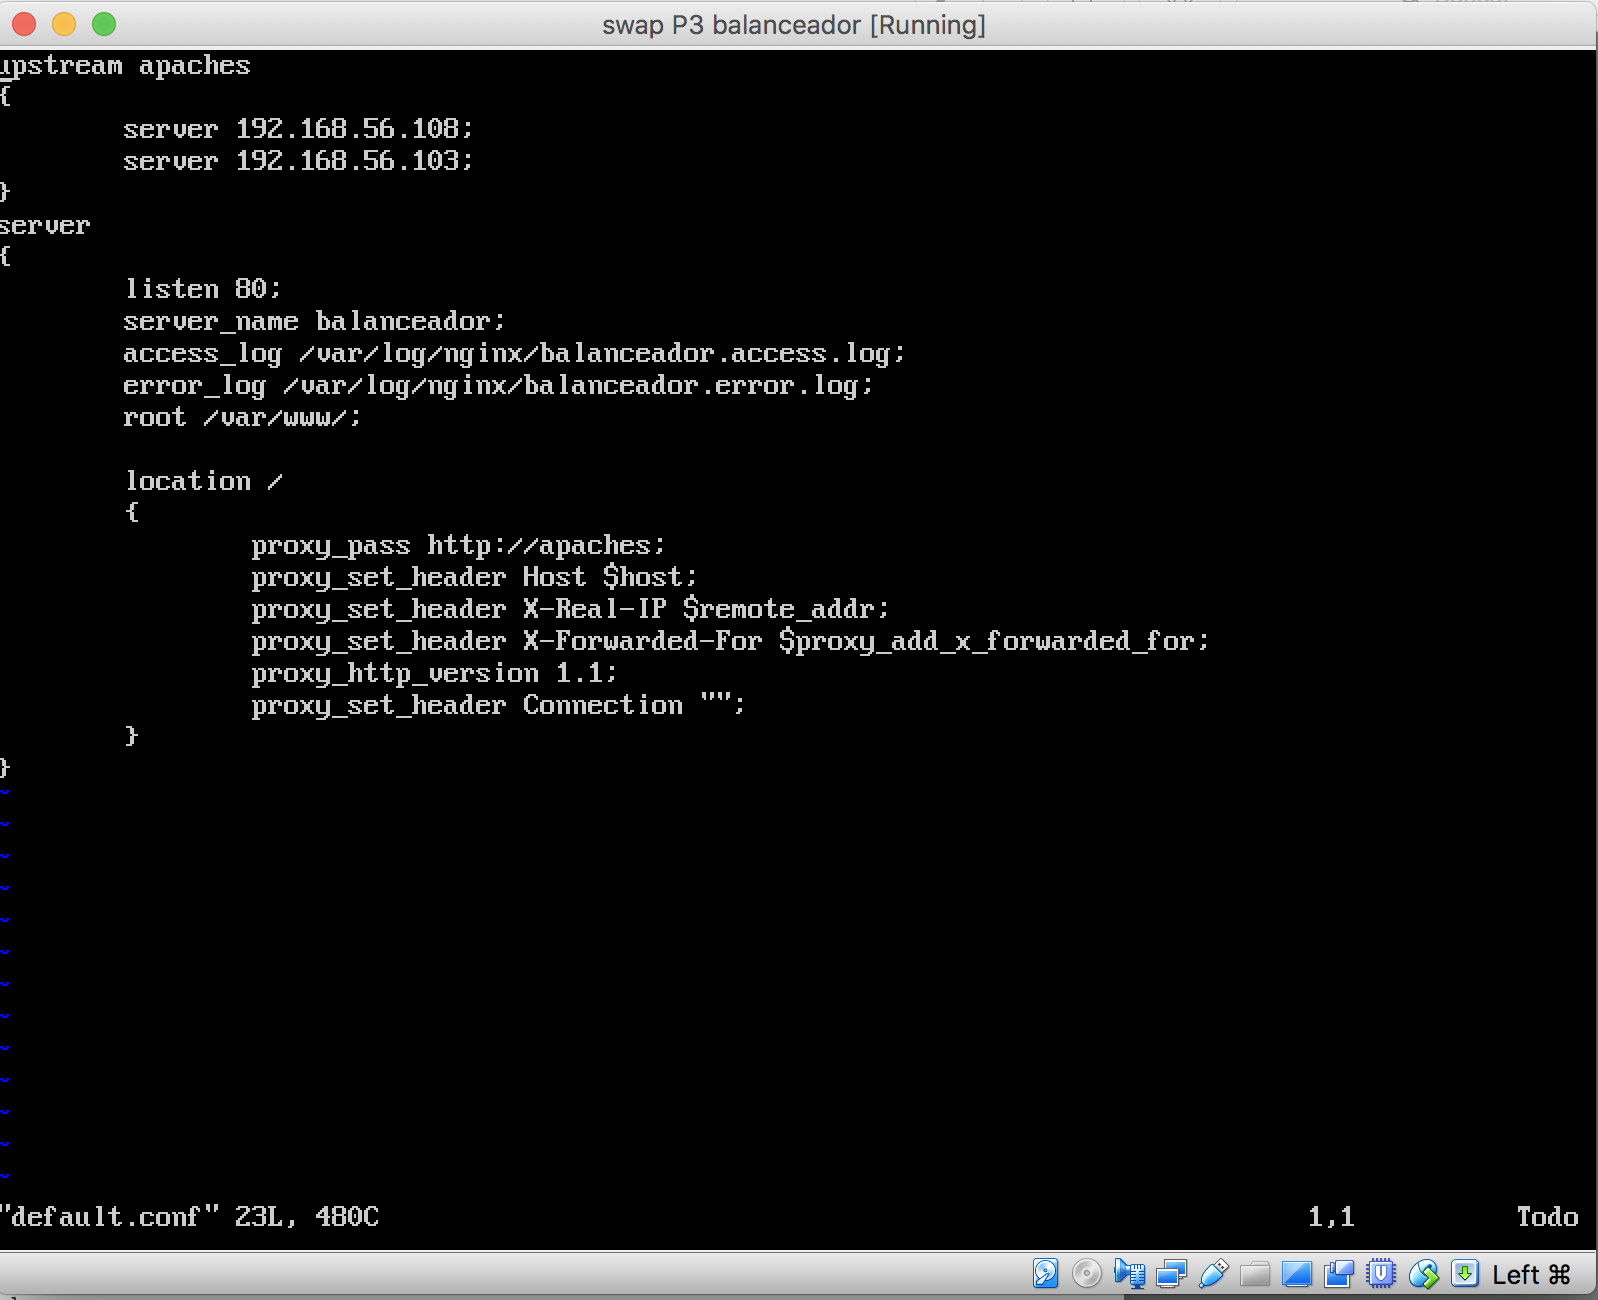 swap P3 balanceador [Running]
upstream apaches
{
        server 192.168.56.108;
        server 192.168.56.103;
}
server
{
        listen 80;
        server_name balanceador;
        access_log /var/log/nginx/balanceador.access.log;
        error_log /var/log/nginx/balanceador.error.log;
        root /var/www/;

        location /
        {
                proxy_pass http://apaches;
                proxy_set_header Host $host;
                proxy_set_header X-Real-IP $remote_addr;
                proxy_set_header X-Forwarded-For $proxy_add_x_forwarded_for;
                proxy_http_version 1.1;
                proxy_set_header Connection "";
        }
}
~
~
~
~
~
~
~
~
~
~
~
~
~
"default.conf" 23L, 480C 1,1 Todo
Left ⌘